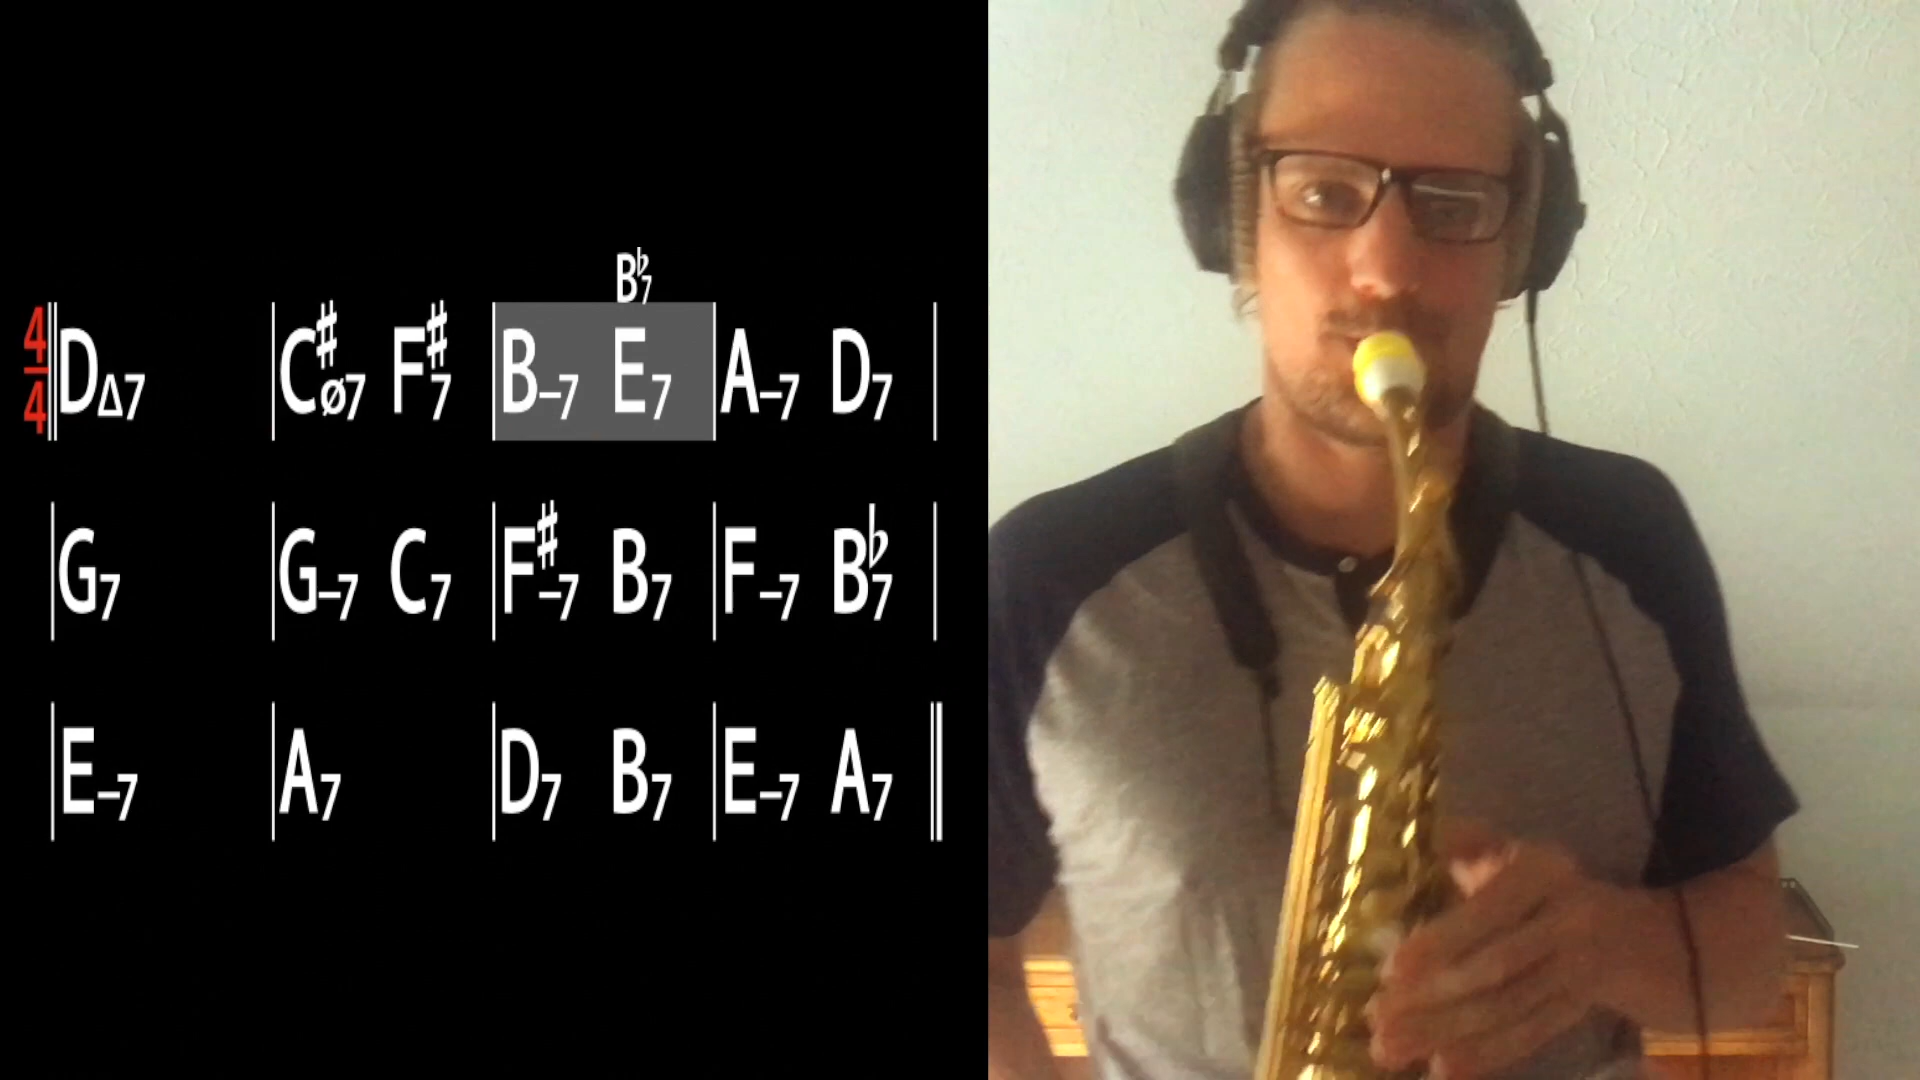 B♭7
4/4 DΔ7 C♯ø7 F♯7 B–7 E7 A–7 D7
G7 G–7 C7 F♯–7 B7 F–7 B♭7
E–7 A7 D7 B7 E–7 A7